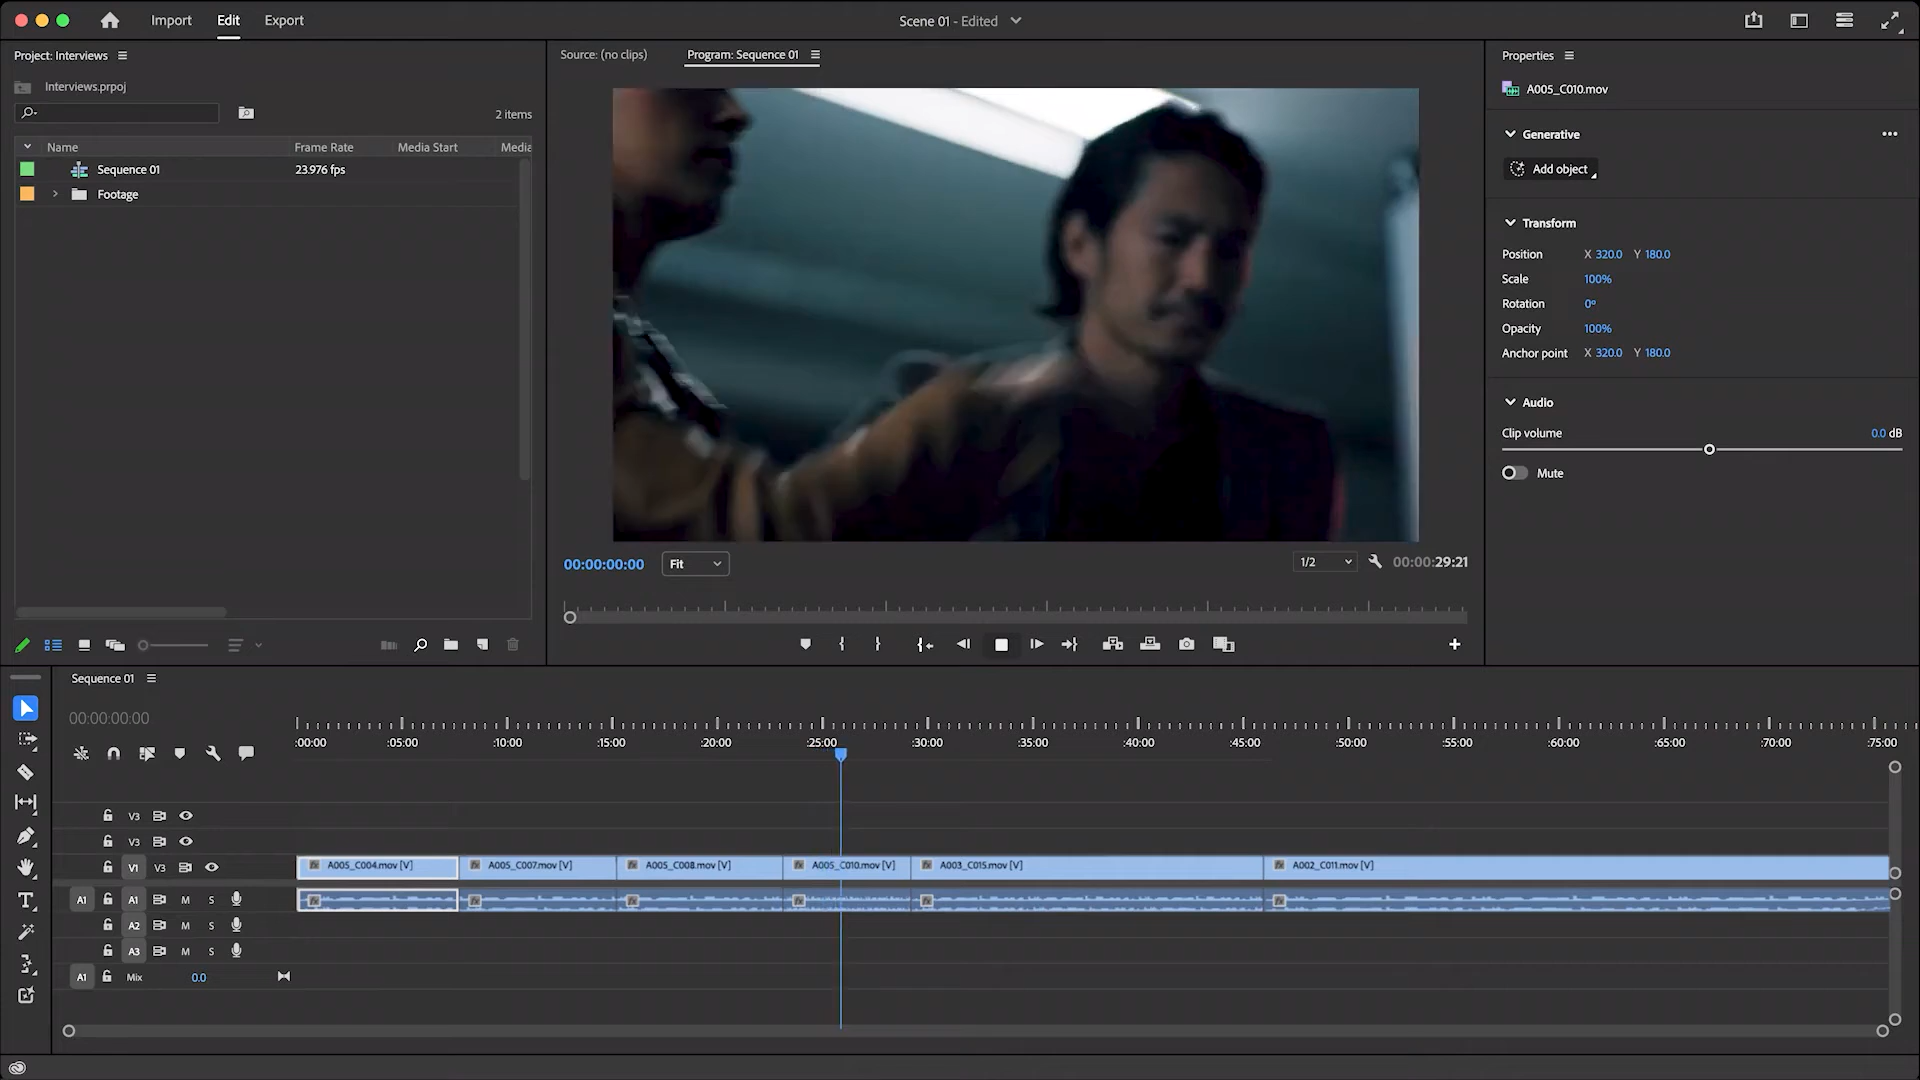 Import Edit Export
Scene 01 - Edited
Project: Interviews
Interviews.prpoj
2 items
Name Frame Rate Media Start Media
Sequence 01 23.976 fps
Footage
Source: (no clips) Program: Sequence 01
00:00:00:00 Fit 1/2 00:00:29:21
Properties
A005_C010.mov
Generative
Add object
Transform
Position X 320.0 Y 180.0
Scale 100%
Rotation 0º
Opacity 100%
Anchor point X 320.0 Y 180.0
Audio
Clip volume 0.0 dB
Mute
Sequence 01
00:00:00:00
:00:00 :05:00 :10:00 :15:00 :20:00 :25:00 :30:00 :35:00 :40:00 :45:00 :50:00 :55:00 :60:00 :65:00 :70:00 :75:00
V3
V3
V1 V3 A005_C004.mov [V] A005_C007.mov [V] A005_C008.mov [V] A005_C010.mov [V] A003_C015.mov [V] A002_C011.mov [V]
A1 A1 M S
A2 M S
A3 M S
A1 Mix 0.0